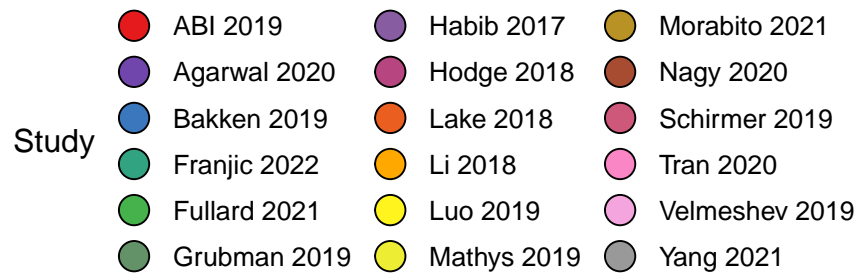 Study
ABI 2019
Agarwal 2020
Bakken 2019
Franjic 2022
Fullard 2021
Grubman 2019
Habib 2017
Hodge 2018
Lake 2018
Li 2018
Luo 2019
Mathys 2019
Morabito 2021
Nagy 2020
Schirmer 2019
Tran 2020
Velmeshev 2019
Yang 2021